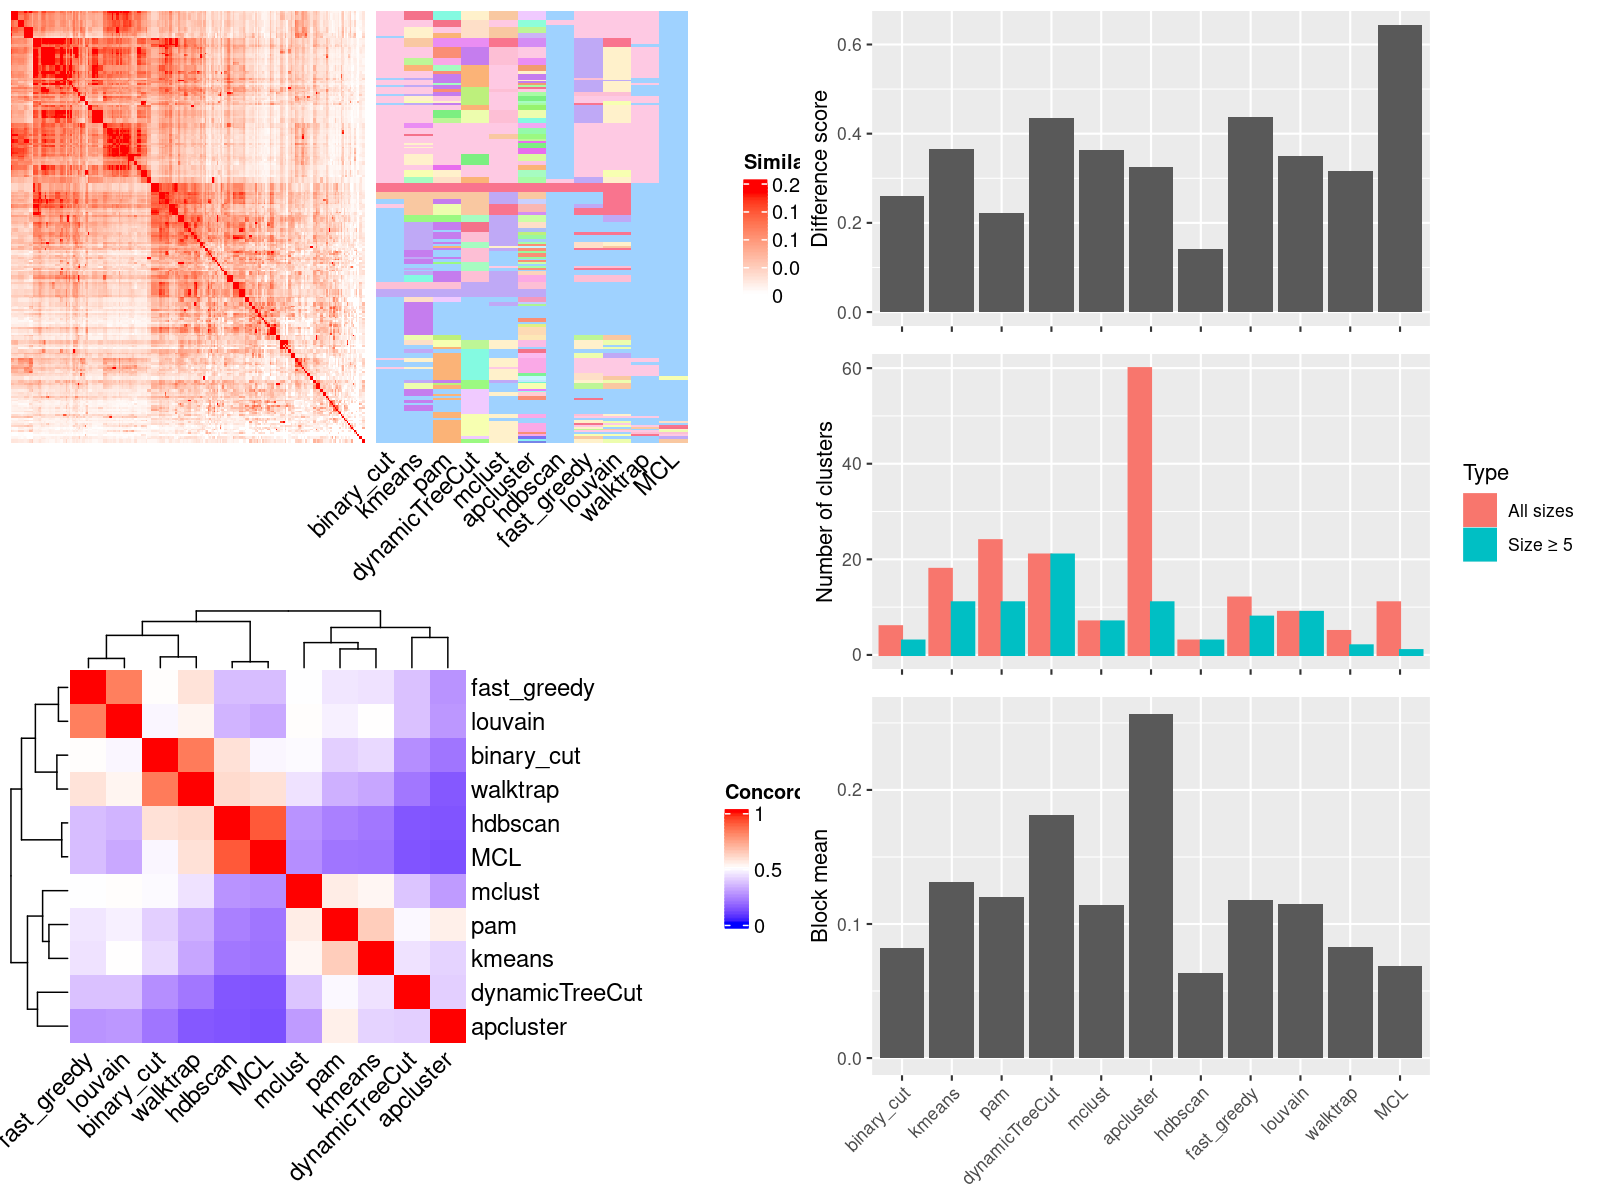 Simila
0.2
0.1
0.1
0.0
0
binary_cut
kmeans
pam
dynamicTreeCut
mclust
apcluster
hdbscan
fast_greedy
louvain
walktrap
MCL
fast_greedy
louvain
binary_cut
walktrap
hdbscan
MCL
mclust
pam
kmeans
dynamicTreeCut
apcluster
fast_greedy
louvain
binary_cut
walktrap
hdbscan
MCL
mclust
pam
kmeans
dynamicTreeCut
apcluster
Concord
1
0.5
0
Difference score
0.6
0.4
0.2
0.0
Number of clusters
60
40
20
0
Type
All sizes
Size ≥ 5
Block mean
0.2
0.1
0.0
binary_cut
kmeans
pam
dynamicTreeCut
mclust
apcluster
hdbscan
fast_greedy
louvain
walktrap
MCL